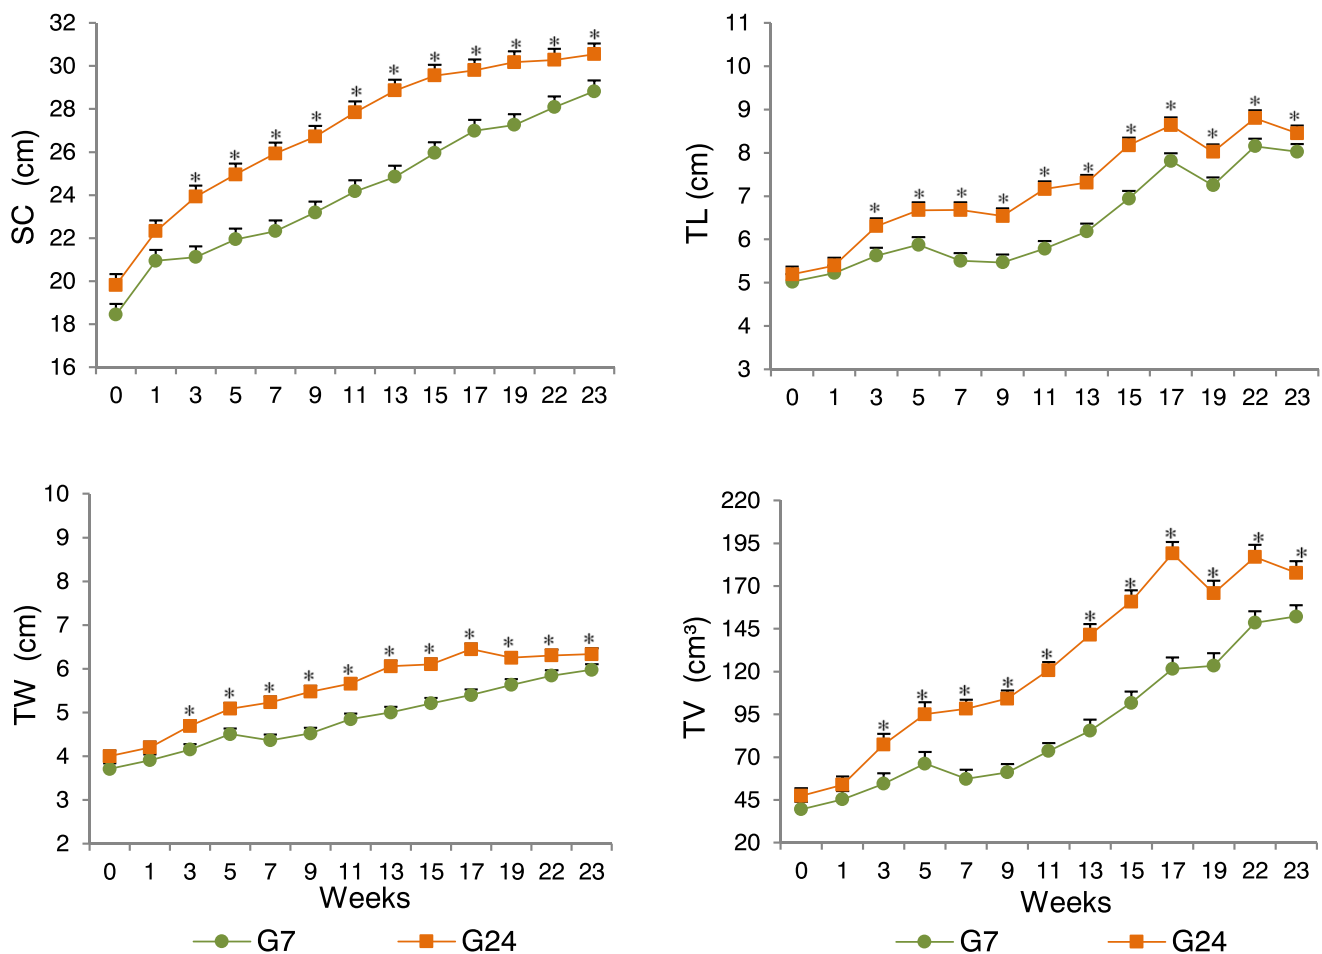 32
30
28
26
24
22
20
18
16
SC (cm)
* * * * * * * * * * *
0 1 3 5 7 9 11 13 15 17 19 22 23
11
10
9
8
7
6
5
4
3
TL (cm)
* * * * * * * * * * *
0 1 3 5 7 9 11 13 15 17 19 22 23
10
9
8
7
6
5
4
3
2
TW (cm)
* * * * * * * * * * *
0 1 3 5 7 9 11 13 15 17 19 22 23
Weeks
G7 G24
220
195
170
145
120
95
70
45
20
TV (cm³)
* * * * * * * * * * *
0 1 3 5 7 9 11 13 15 17 19 22 23
Weeks
G7 G24